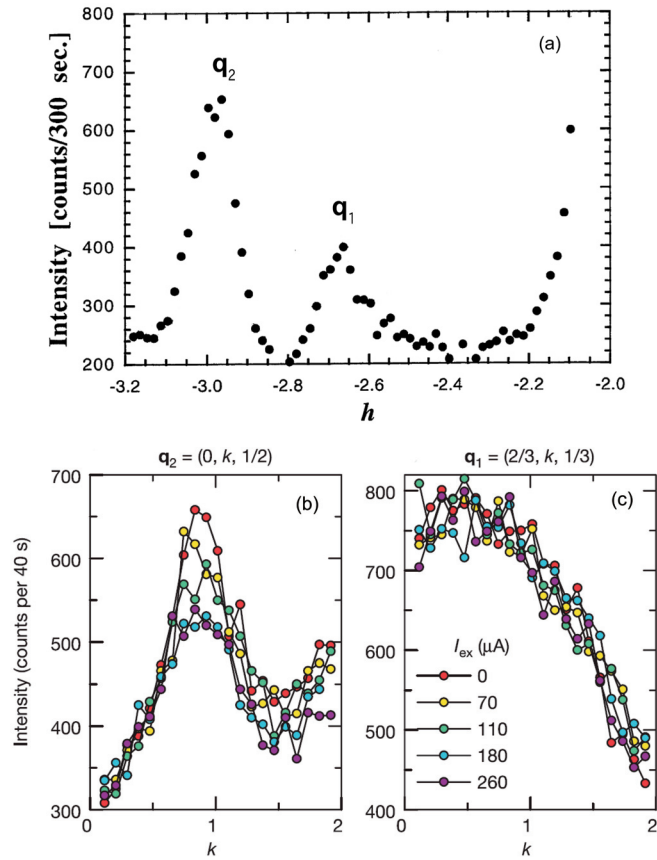 800
(a)
q2
700
600
500
q1
400
300
200
Intensity [counts/300 sec.]
-3.2 -3.0 -2.8 -2.6 -2.4 -2.2 -2.0
h
q2 = (0, k, 1/2)
q1 = (2/3, k, 1/3)
700
(b)
600
500
400
300
Intensity (counts per 40 s)
0 1 2
k
800
(c)
700
600
500
400
Iex (μA)
0
70
110
180
260
0 1 2
k